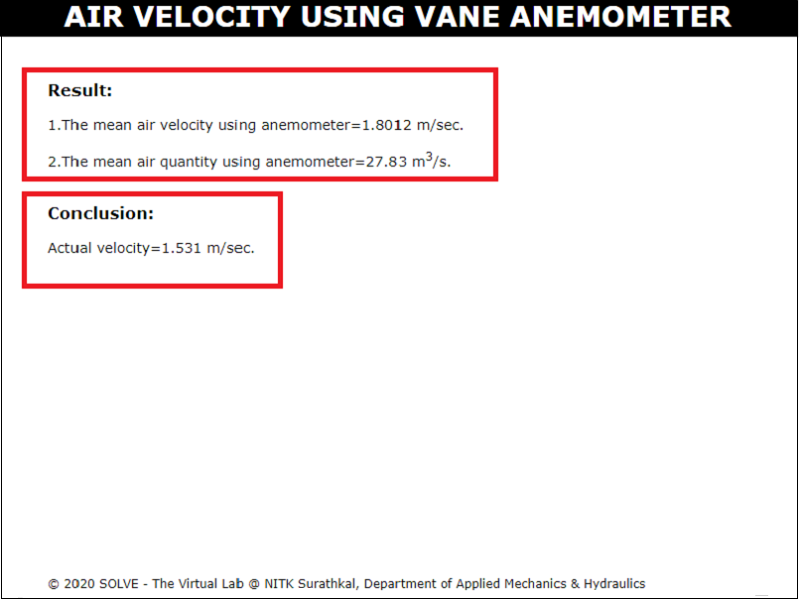 AIR VELOCITY USING VANE ANEMOMETER
Result:
1.The mean air velocity using anemometer=1.8012 m/sec.
2.The mean air quantity using anemometer=27.83 m³/s.
Conclusion:
Actual velocity=1.531 m/sec.
© 2020 SOLVE - The Virtual Lab @ NITK Surathkal, Department of Applied Mechanics & Hydraulics